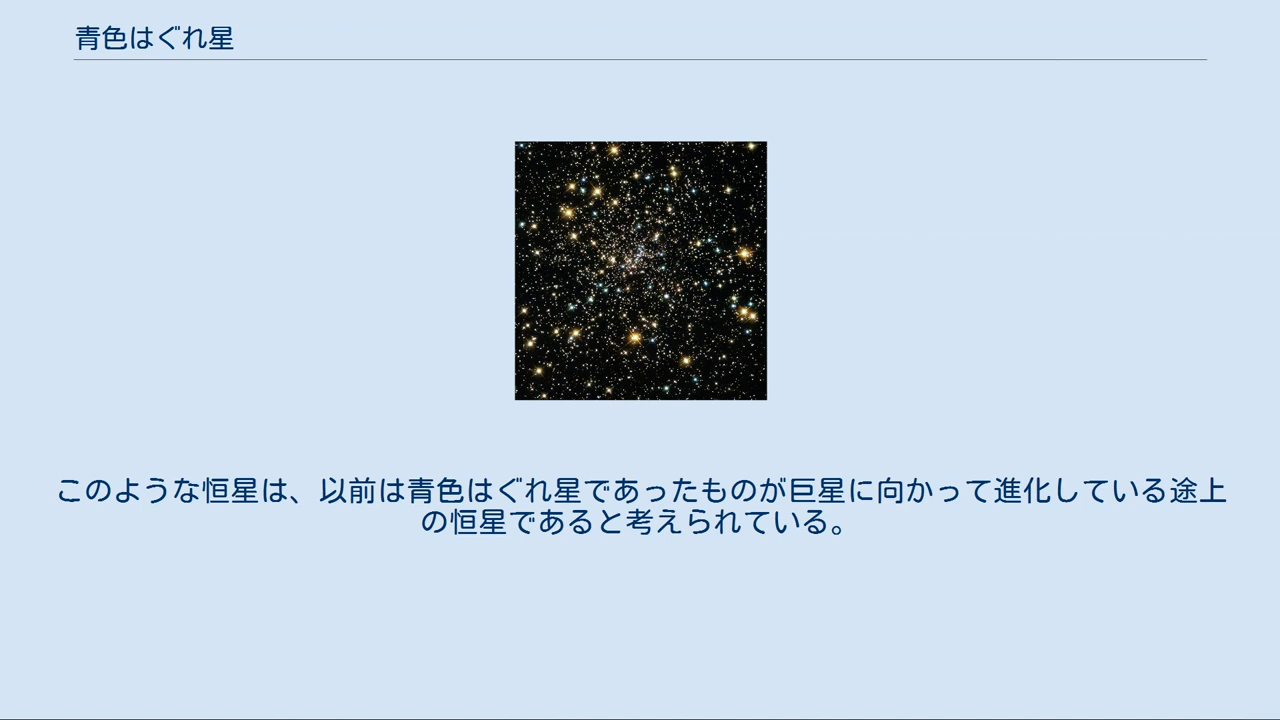 青色はぐれ星
このような恒星は、以前は青色はぐれ星であったものが巨星に向かって進化している途上
の恒星であると考えられている。